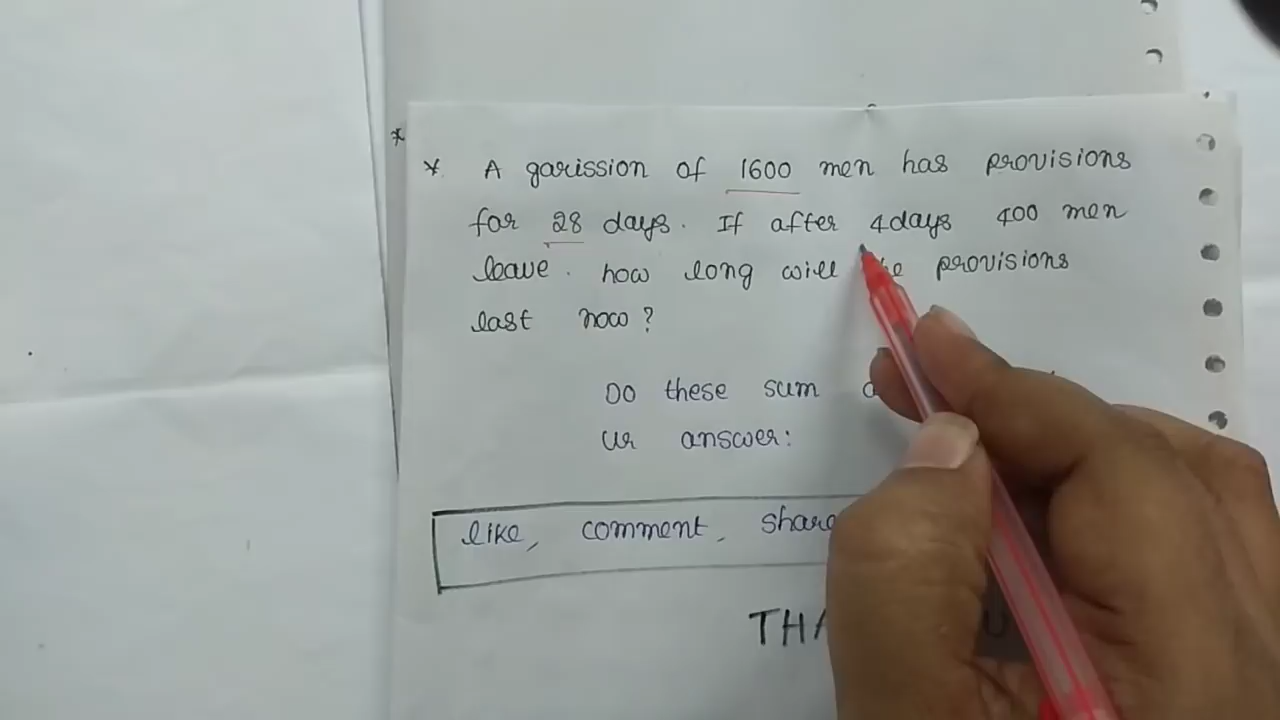 *
* A garission of 1600 men has provisions
for 28 days. If after 4days 400 men
leave. how long will provisions
last now?
Do these sum
ur answer:
like, comment, share